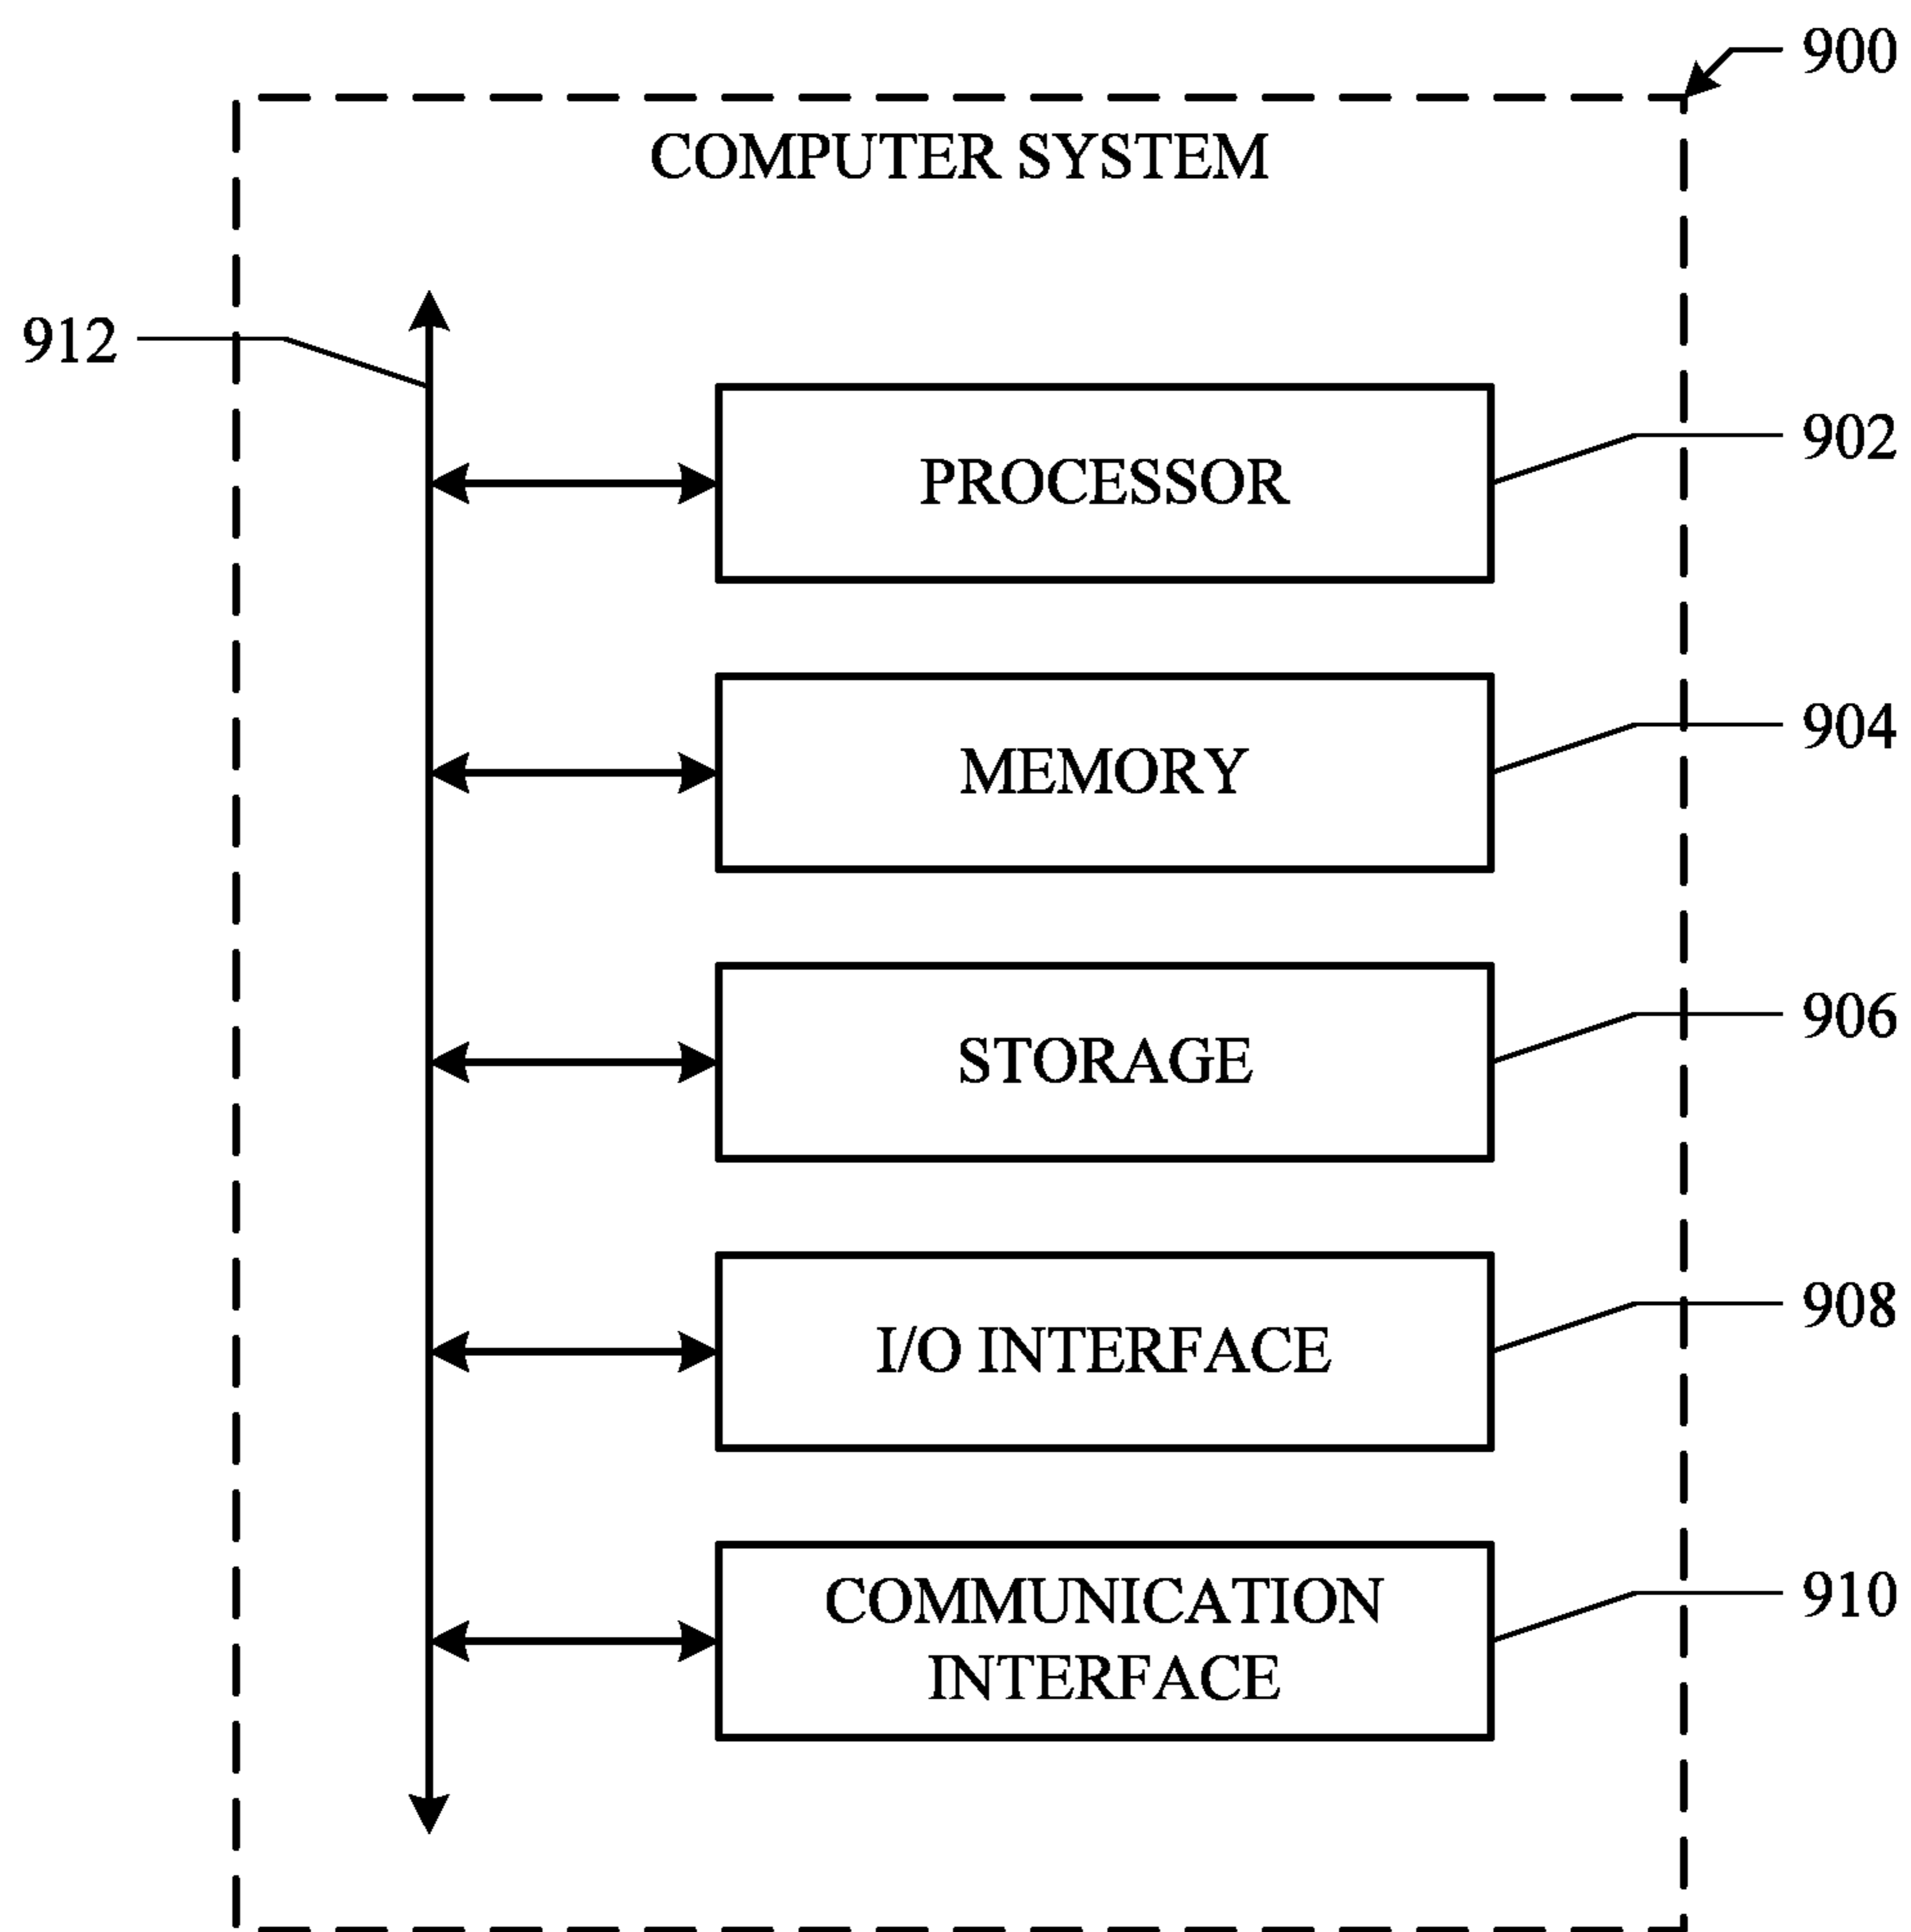 900
COMPUTER SYSTEM
912
PROCESSOR
902
MEMORY
904
STORAGE
906
I/O INTERFACE
908
COMMUNICATION
INTERFACE
910